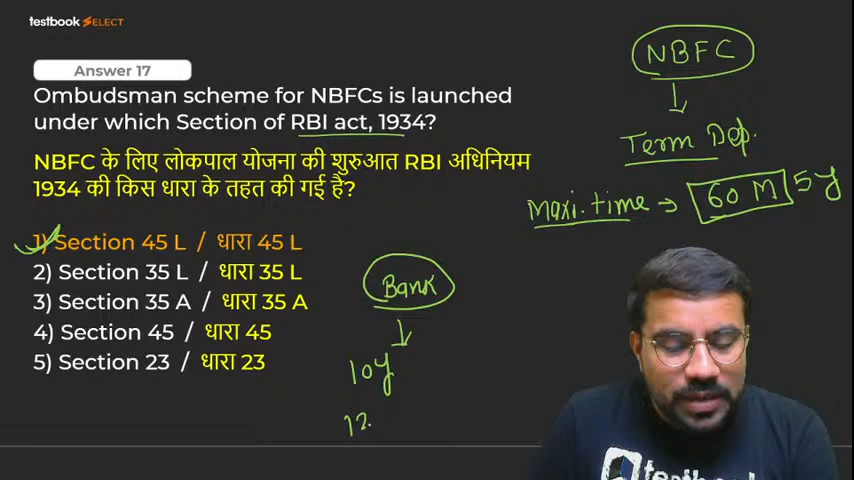 testbook SELECT
Answer 17
Ombudsman scheme for NBFCs is launched
under which Section of RBI act, 1934?
NBFC के लिए लोकपाल योजना की शुरुआत RBI अधिनियम
1934 की किस धारा के तहत की गई है?
1) Section 45 L / धारा 45 L
2) Section 35 L / धारा 35 L
3) Section 35 A / धारा 35 A
4) Section 45 / धारा 45
5) Section 23 / धारा 23
NBFC
Term Dep.
Maxi. time → 60 M 5y
Bank
10y
12
testbook